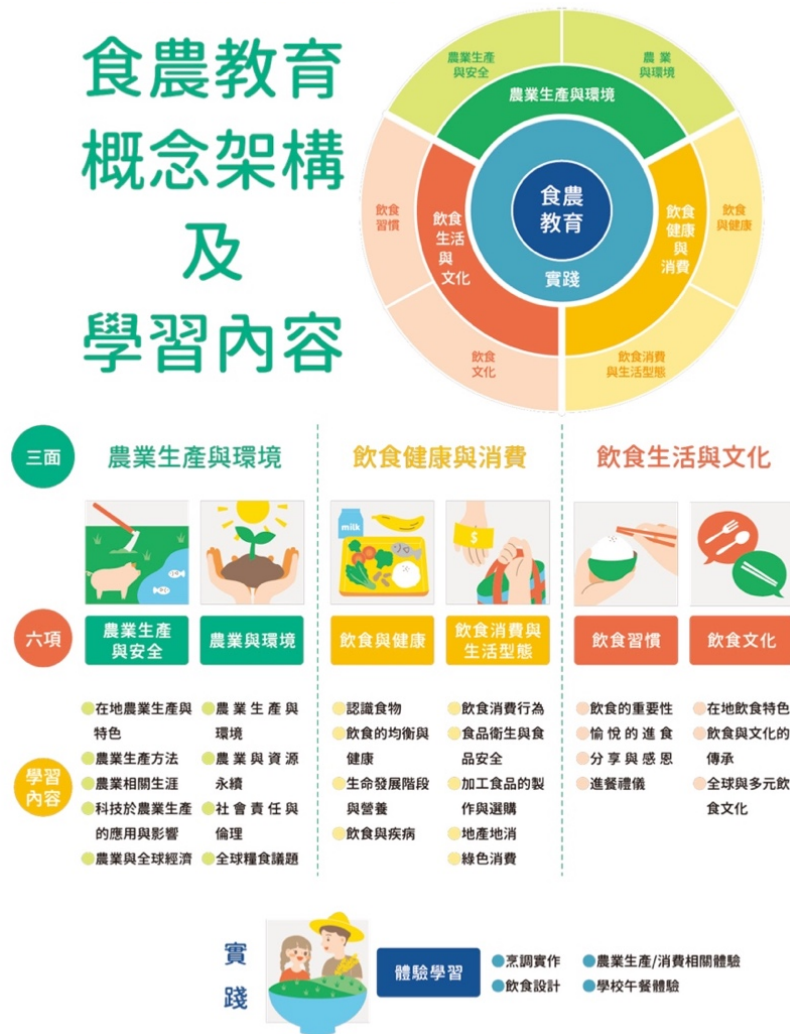 食農教育
概念架構
及
學習內容
農業生產
與安全
農業
與環境
農業生產與環境
飲食
習慣
飲食
生活
與
文化
食農
教育
飲食
健康
與
消費
飲食
與健康
實踐
飲食
文化
飲食消費
與生活型態
三面
農業生產與環境
飲食健康與消費
飲食生活與文化
milk
$
六項
農業生產
與安全
農業與環境
飲食與健康
飲食消費與
生活型態
飲食習慣
飲食文化
學習
內容
在地農業生產與
特色
農業生產方法
農業相關生涯
科技於農業生產
的應用與影響
農業與全球經濟
農業生產與
環境
農業與資源
永續
社會責任與
倫理
全球糧食議題
認識食物
飲食的均衡與
健康
生命發展階段
與營養
飲食與疾病
飲食消費行為
食品衛生與食
品安全
加工食品的製
作與選購
地產地消
綠色消費
飲食的重要性
愉悅的進食
分享與感恩
進餐禮儀
在地飲食特色
飲食與文化的
傳承
全球與多元飲
食文化
實
踐
體驗學習
烹調實作
飲食設計
農業生產/消費相關體驗
學校午餐體驗